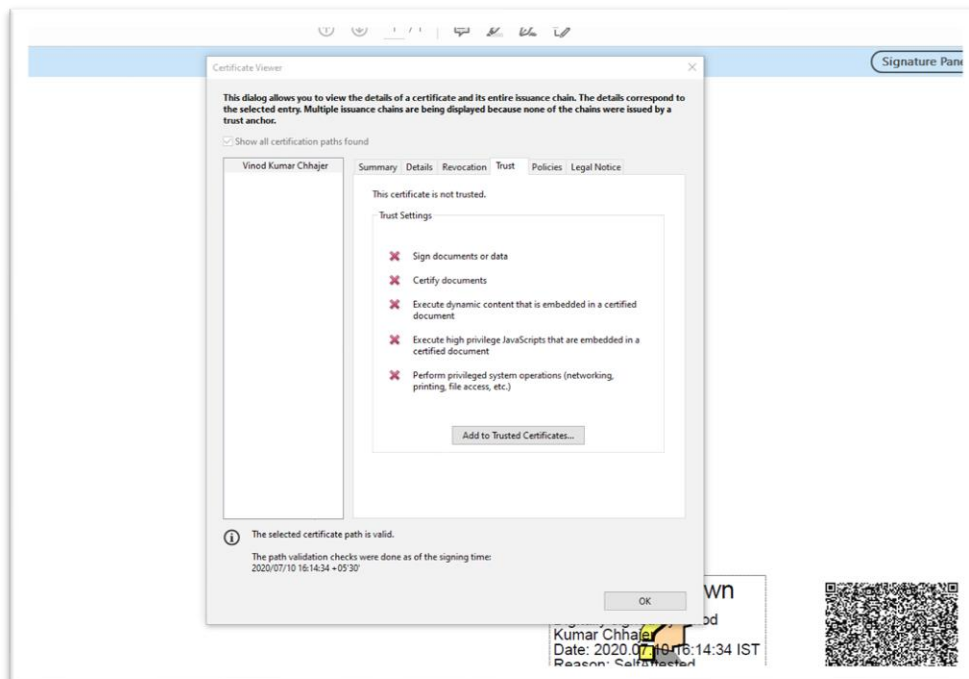 Signature
Certificate Viewer
This dialog allows you to view the details of a certificate and its entire issuance chain. The details correspond to
the selected entry. Multiple issuance chains are being displayed because none of the chains were issued by a
trust anchor.
Show all certification paths found
Vinod Kumar Chhajer
Summary Details Revocation Trust Policies Legal Notice
This certificate is not trusted.
Trust Settings
Sign documents or data
Certify documents
Execute dynamic content that is embedded in a certified
document
Execute high privilege JavaScripts that are embedded in a
certified document
Perform privileged system operations (networking,
printing, file access, etc.)
Add to Trusted Certificates...
The selected certificate path is valid.
The path validation checks were done as of the signing time:
2020/07/10 16:14:34 +05'30'
OK
Kumar Chhajer
Date: 2020.07.10 16:14:34 IST
Reason: SelfAttested